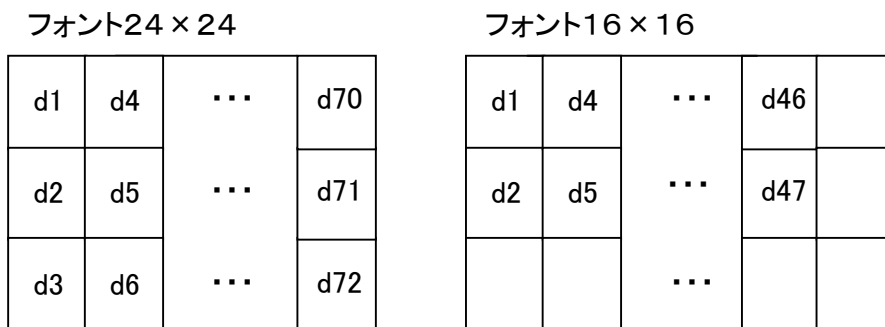 フォント24×24 フォント16×16
d1 d4 ･･･ d70 d1 d4 ･･･ d46
d2 d5 ･･･ d71 d2 d5 ･･･ d47
d3 d6 ･･･ d72 ･･･